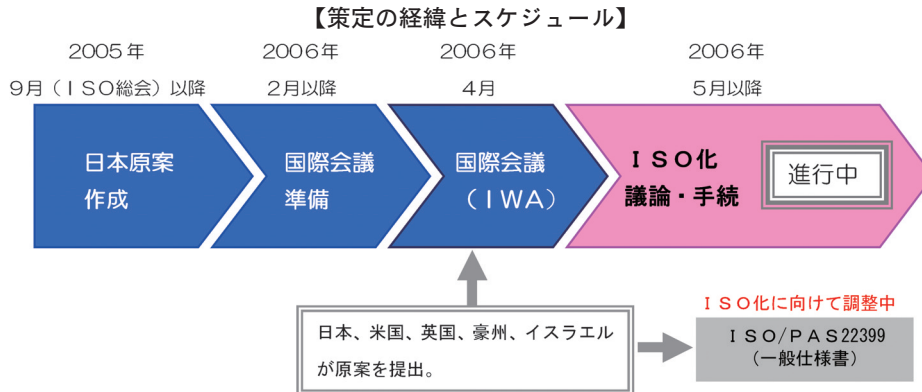 【策定の経緯とスケジュール】
2005年
9月（ＩＳＯ総会）以降
2006年
2月以降
2006年
4月
2006年
5月以降
日本原案
作成
国際会議
準備
国際会議
（ＩＷＡ）
ＩＳＯ化
議論・手続
進行中
日本、米国、英国、豪州、イスラエル
が原案を提出。
ＩＳＯ化に向けて調整中
ＩＳＯ/ＰＡＳ22399
（一般仕様書）